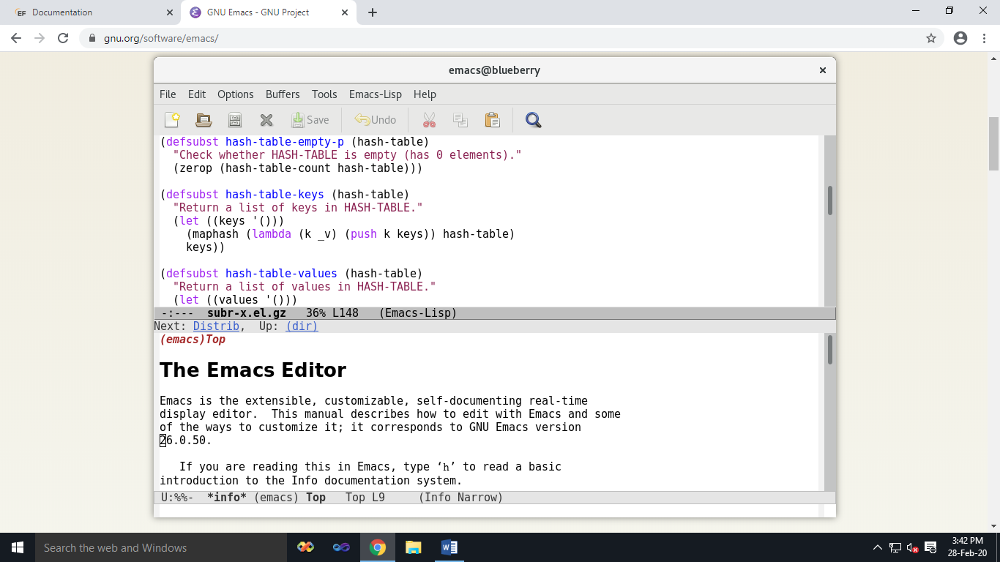 EF Documentation
GNU Emacs - GNU Project
gnu.org/software/emacs/
emacs@blueberry
File Edit Options Buffers Tools Emacs-Lisp Help
Save Undo
(defsubst hash-table-empty-p (hash-table)
"Check whether HASH-TABLE is empty (has 0 elements)."
(zerop (hash-table-count hash-table)))
(defsubst hash-table-keys (hash-table)
"Return a list of keys in HASH-TABLE."
(let ((keys '()))
(maphash (lambda (k _v) (push k keys)) hash-table)
keys))
(defsubst hash-table-values (hash-table)
"Return a list of values in HASH-TABLE."
(let ((values '()))
-:--- subr-x.el.gz 36% L148 (Emacs-Lisp)
Next: Distrib, Up: (dir)
(emacs)Top
The Emacs Editor
Emacs is the extensible, customizable, self-documenting real-time
display editor. This manual describes how to edit with Emacs and some
of the ways to customize it; it corresponds to GNU Emacs version
26.0.50.
If you are reading this in Emacs, type ‘h’ to read a basic
introduction to the Info documentation system.
U:%%- *info* (emacs) Top Top L9 (Info Narrow)
Search the web and Windows
3:42 PM
28-Feb-20